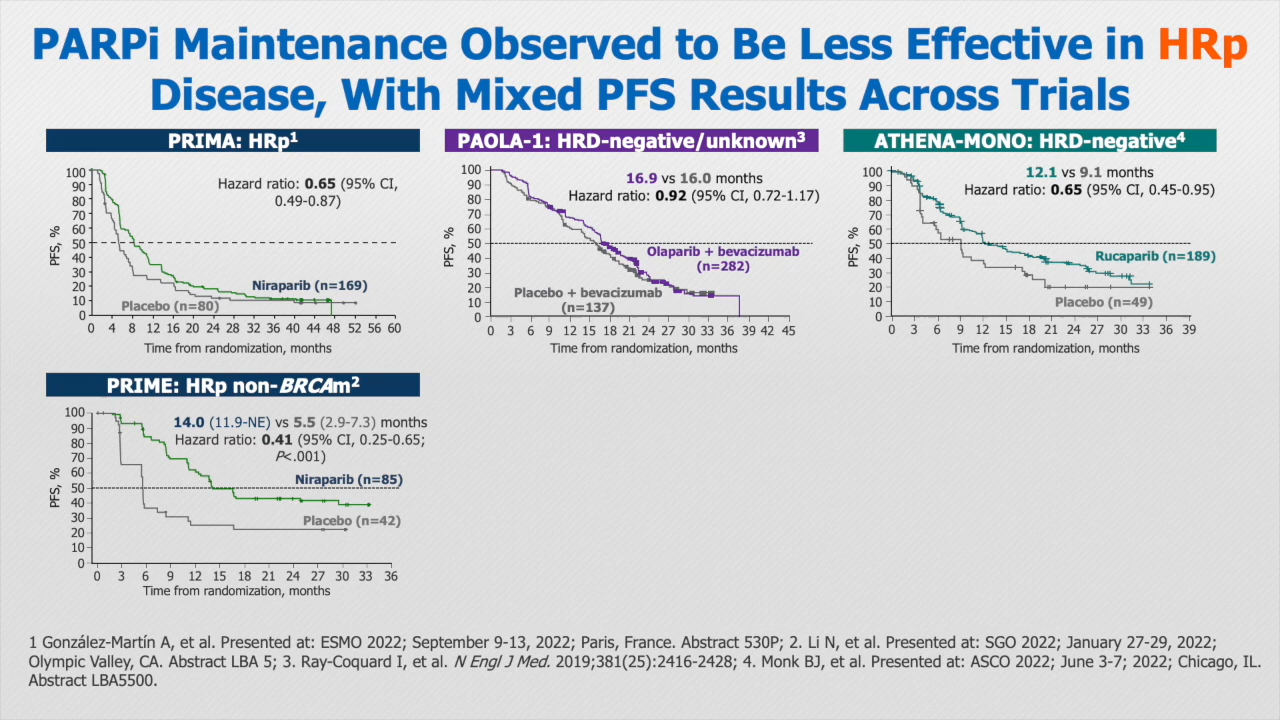 PARPi Maintenance Observed to Be Less Effective in HRp
Disease, With Mixed PFS Results Across Trials
PRIMA: HRp1
100
90
80
70
60
50
40
30
20
10
0
PFS, %
Hazard ratio: 0.65 (95% CI,
0.49-0.87)
Niraparib (n=169)
Placebo (n=80)
0 4 8 12 16 20 24 28 32 36 40 44 48 52 56 60
Time from randomization, months
PAOLA-1: HRD-negative/unknown3
100
90
80
70
60
50
40
30
20
10
0
PFS, %
16.9 vs 16.0 months
Hazard ratio: 0.92 (95% CI, 0.72-1.17)
Olaparib + bevacizumab
(n=282)
Placebo + bevacizumab
(n=137)
0 3 6 9 12 15 18 21 24 27 30 33 36 39 42 45
Time from randomization, months
ATHENA-MONO: HRD-negative4
100
90
80
70
60
50
40
30
20
10
0
PFS, %
12.1 vs 9.1 months
Hazard ratio: 0.65 (95% CI, 0.45-0.95)
Rucaparib (n=189)
Placebo (n=49)
0 3 6 9 12 15 18 21 24 27 30 33 36 39
Time from randomization, months
PRIME: HRp non-BRCAm2
100
90
80
70
60
50
40
30
20
10
0
PFS, %
14.0 (11.9-NE) vs 5.5 (2.9-7.3) months
Hazard ratio: 0.41 (95% CI, 0.25-0.65;
P<.001)
Niraparib (n=85)
Placebo (n=42)
0 3 6 9 12 15 18 21 24 27 30 33 36
Time from randomization, months
1 González-Martín A, et al. Presented at: ESMO 2022; September 9-13, 2022; Paris, France. Abstract 530P; 2. Li N, et al. Presented at: SGO 2022; January 27-29, 2022;
Olympic Valley, CA. Abstract LBA 5; 3. Ray-Coquard I, et al. N Engl J Med. 2019;381(25):2416-2428; 4. Monk BJ, et al. Presented at: ASCO 2022; June 3-7; 2022; Chicago, IL.
Abstract LBA5500.